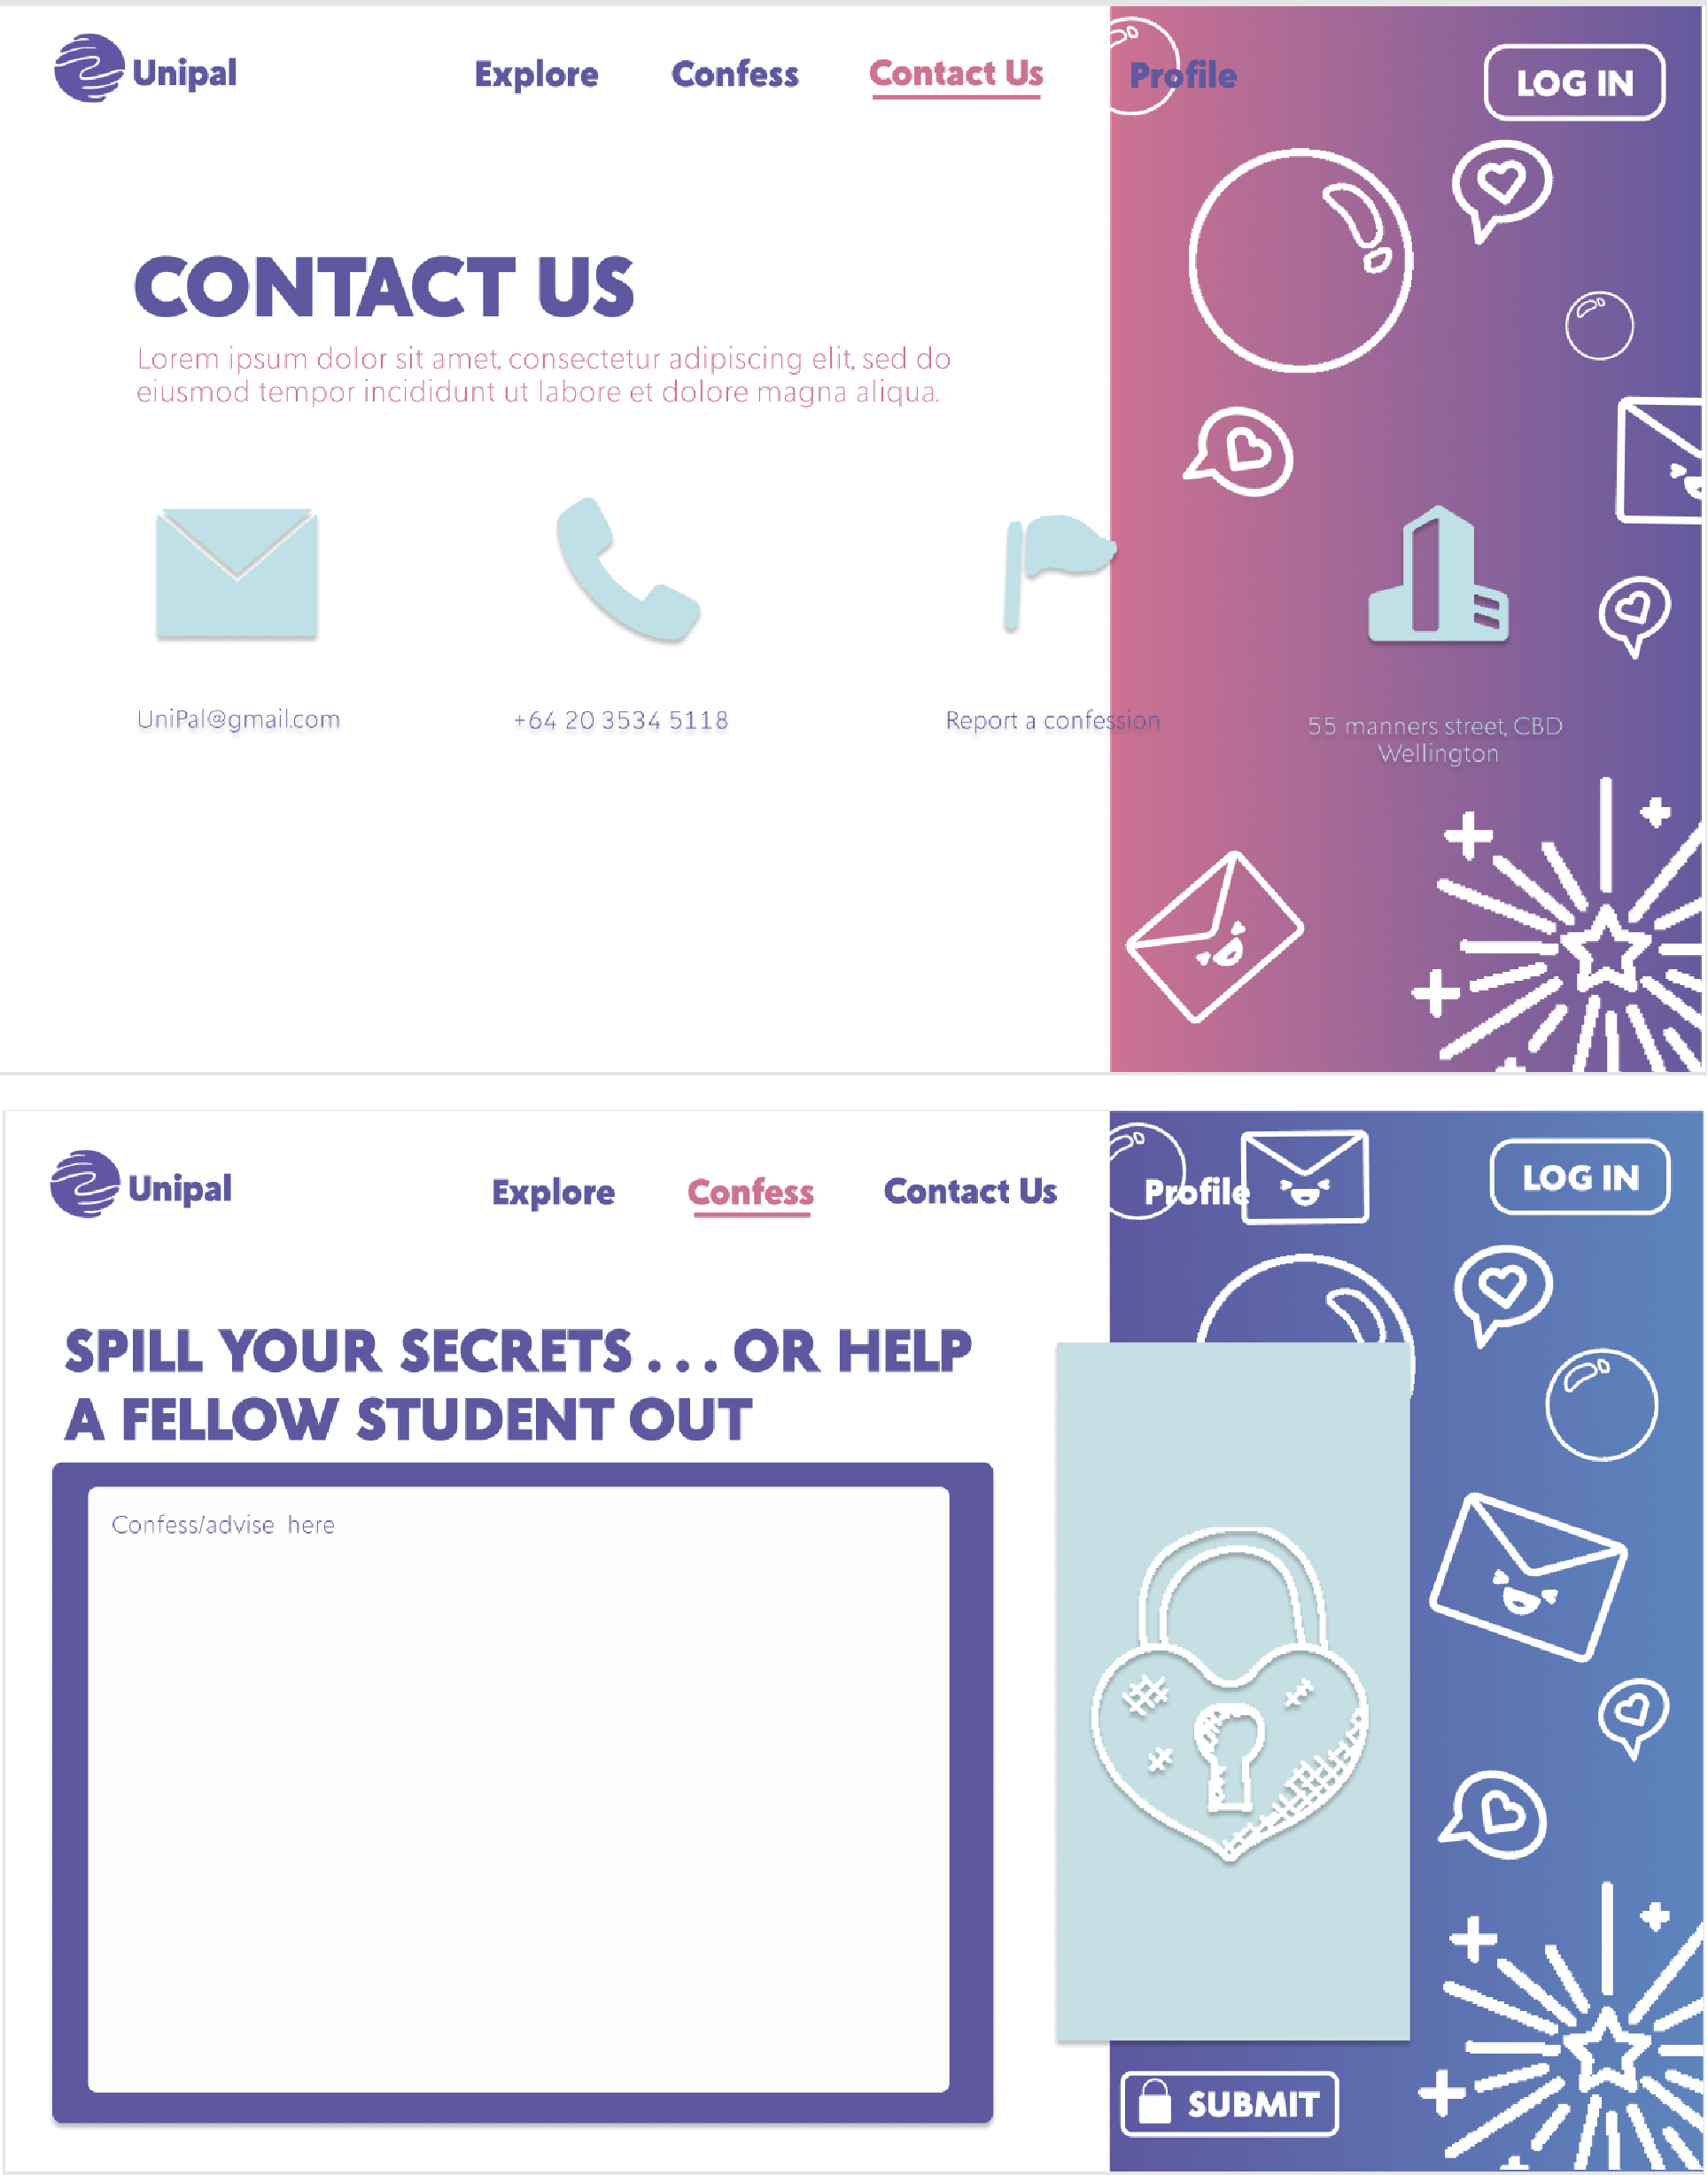 Unipal
Explore
Confess
Contact Us
Profile
LOG IN
CONTACT US
Lorem ipsum dolor sit amet, consectetur adipiscing elit, sed do
eiusmod tempor incididunt ut labore et dolore magna aliqua.
UniPal@gmail.com
+64 20 3534 5118
Report a confession
55 manners street, CBD
Wellington
Unipal
Explore
Confess
Contact Us
Profile
LOG IN
SPILL YOUR SECRETS . . . OR HELP
A FELLOW STUDENT OUT
Confess/advise here
SUBMIT